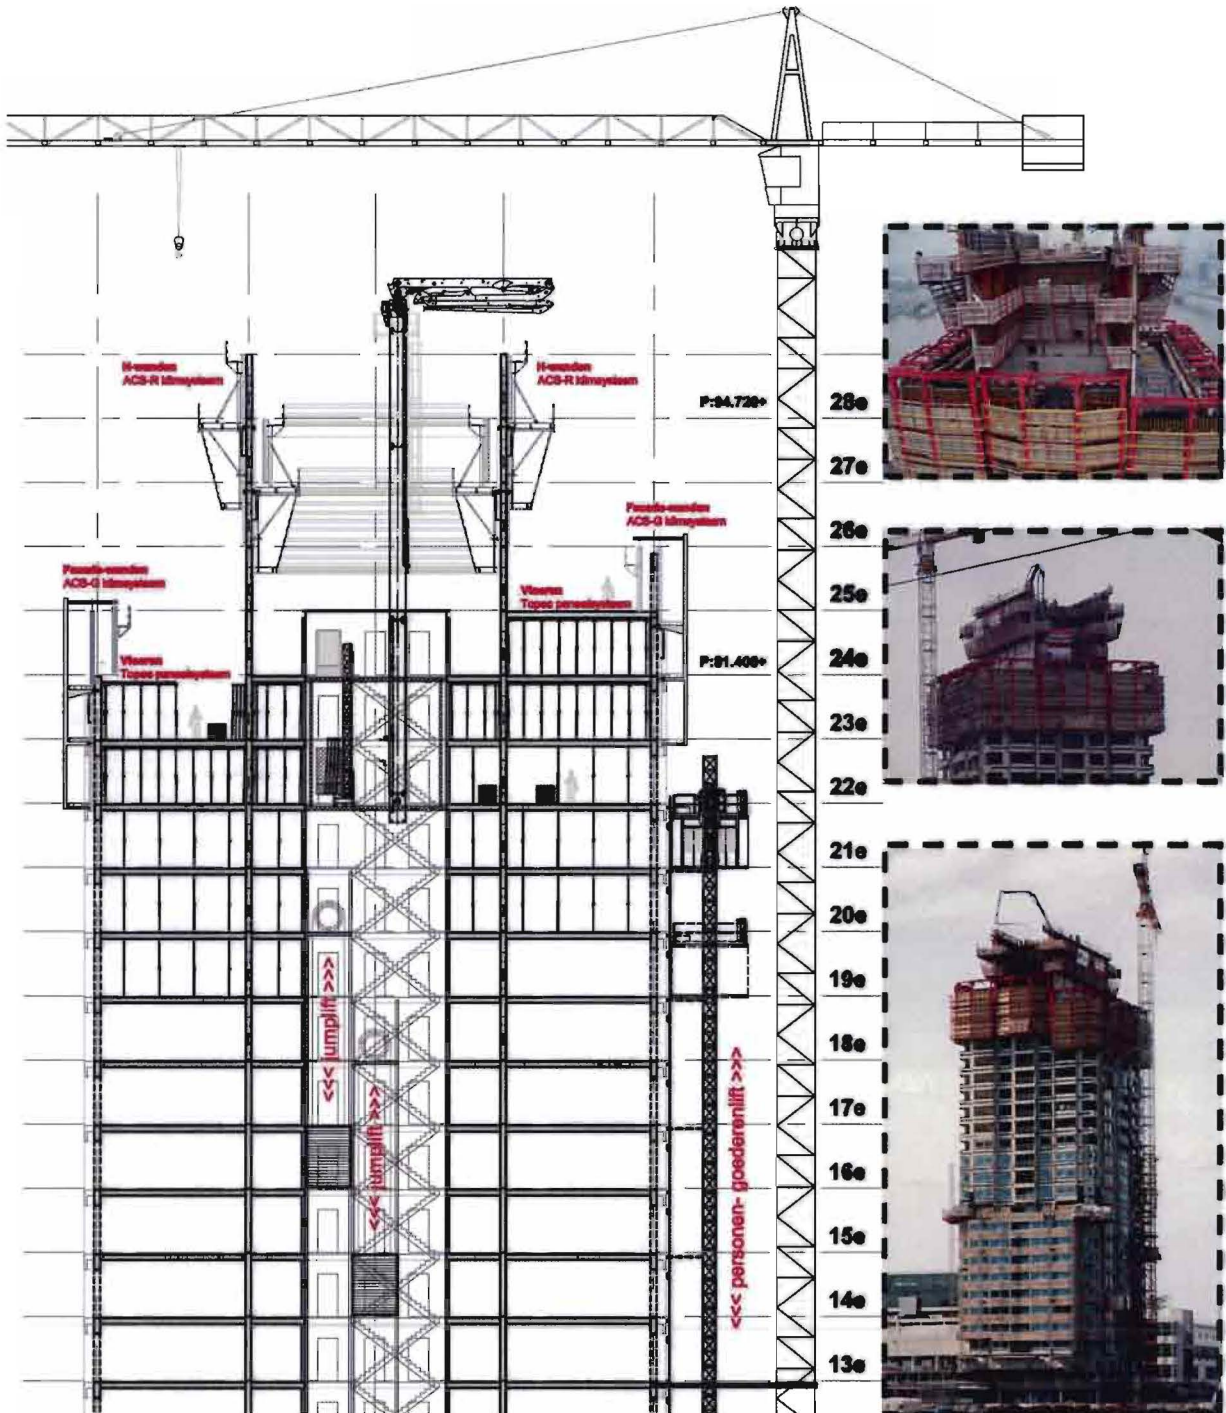 H-wanden
ACS-R klimsysteem
H-wanden
ACS-R klimsysteem
P:94.720+
28e
27e
Facade-wanden
ACS-G klimsysteem
26e
Facade-wanden
ACS-G klimsysteem
25e
Vloeren
Topec paneelsysteem
Vloeren
Topec paneelsysteem
P:81.400+
24e
23e
22e
21e
20e
19e
<<< jumplift >>>
18e
<<< jumplift >>>
17e
<<< personen- goederenlift >>>
16e
15e
14e
13e